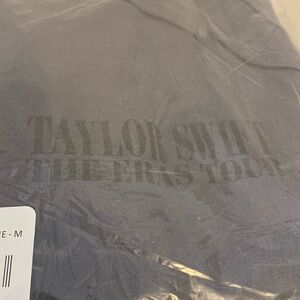 TAYLOR SWIFT
THE ERAS TOUR
E - M